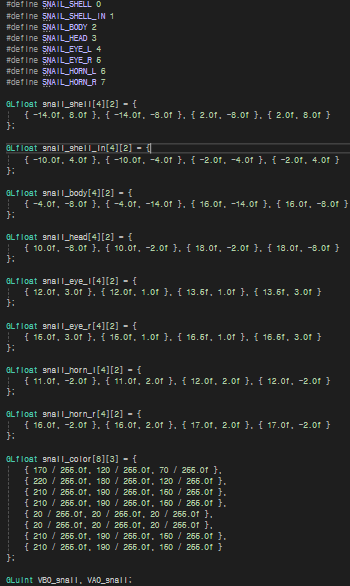 #define SNAIL_SHELL 0
#define SNAIL_SHELL_IN 1
#define SNAIL_BODY 2
#define SNAIL_HEAD 3
#define SNAIL_EYE_L 4
#define SNAIL_EYE_R 5
#define SNAIL_HORN_L 6
#define SNAIL_HORN_R 7
GLfloat snail_shell[4][2] = {
{ -14.0f, 8.0f }, { -14.0f, -8.0f }, { 2.0f, -8.0f }, { 2.0f, 8.0f }
};
GLfloat snail_shell_in[4][2] = {
{ -10.0f, 4.0f }, { -10.0f, -4.0f }, { -2.0f, -4.0f }, { -2.0f, 4.0f }
};
GLfloat snail_body[4][2] = {
{ -4.0f, -8.0f }, { -4.0f, -14.0f }, { 16.0f, -14.0f }, { 16.0f, -8.0f }
};
GLfloat snail_head[4][2] = {
{ 10.0f, -8.0f }, { 10.0f, -2.0f }, { 18.0f, -2.0f }, { 18.0f, -8.0f }
};
GLfloat snail_eye_l[4][2] = {
{ 12.0f, 3.0f }, { 12.0f, 1.0f }, { 13.5f, 1.0f }, { 13.5f, 3.0f }
};
GLfloat snail_eye_r[4][2] = {
{ 15.0f, 3.0f }, { 15.0f, 1.0f }, { 16.5f, 1.0f }, { 16.5f, 3.0f }
};
GLfloat snail_horn_l[4][2] = {
{ 11.0f, -2.0f }, { 11.0f, 2.0f }, { 12.0f, 2.0f }, { 12.0f, -2.0f }
};
GLfloat snail_horn_r[4][2] = {
{ 16.0f, -2.0f }, { 16.0f, 2.0f }, { 17.0f, 2.0f }, { 17.0f, -2.0f }
};
GLfloat snail_color[8][3] = {
{ 170 / 255.0f, 120 / 255.0f, 70 / 255.0f },
{ 220 / 255.0f, 180 / 255.0f, 120 / 255.0f },
{ 210 / 255.0f, 190 / 255.0f, 160 / 255.0f },
{ 210 / 255.0f, 190 / 255.0f, 160 / 255.0f },
{ 20 / 255.0f, 20 / 255.0f, 20 / 255.0f },
{ 20 / 255.0f, 20 / 255.0f, 20 / 255.0f },
{ 210 / 255.0f, 190 / 255.0f, 160 / 255.0f },
{ 210 / 255.0f, 190 / 255.0f, 160 / 255.0f }
};
GLuint VBO_snail, VAO_snail;